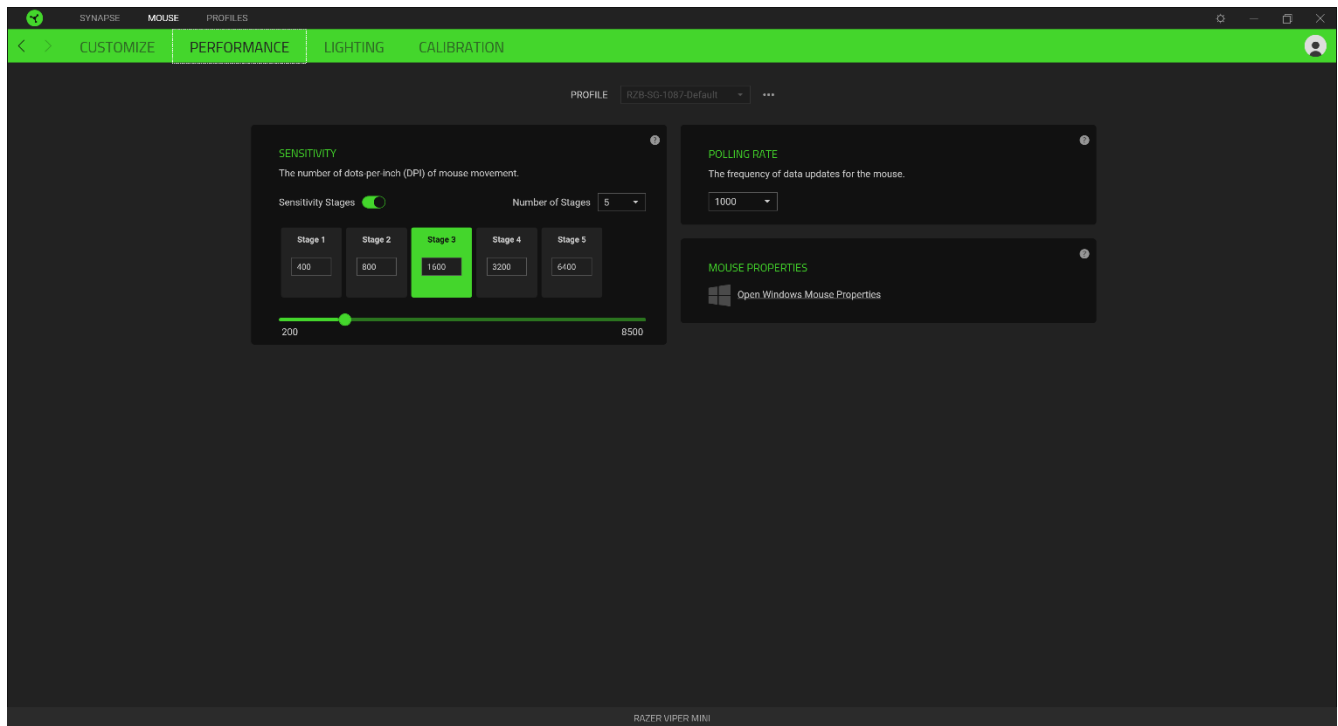 SYNAPSE MOUSE PROFILES
CUSTOMIZE PERFORMANCE LIGHTING CALIBRATION
PROFILE RZB-SG-1087-Default
SENSITIVITY
The number of dots-per-inch (DPI) of mouse movement.
Sensitivity Stages Number of Stages 5
Stage 1 Stage 2 Stage 3 Stage 4 Stage 5
400 800 1600 3200 6400
200 8500
POLLING RATE
The frequency of data updates for the mouse.
1000
MOUSE PROPERTIES
Open Windows Mouse Properties
RAZER VIPER MINI